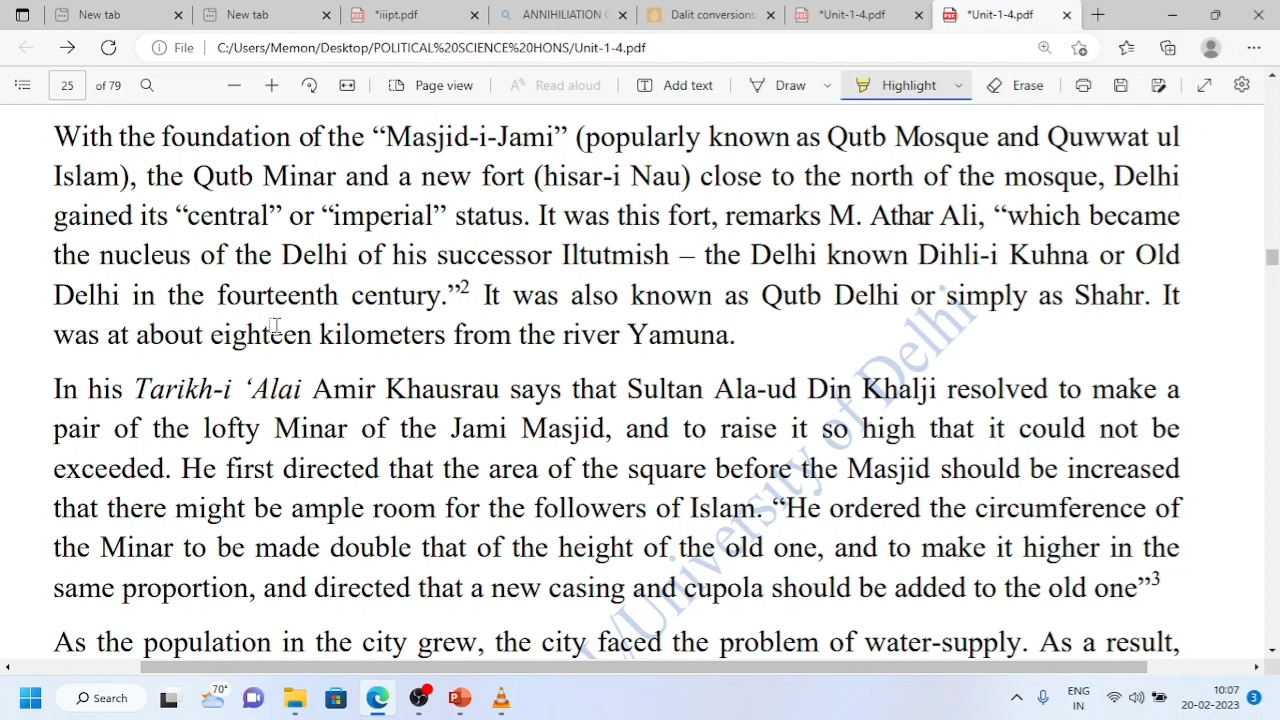 New tab
New tab
*iiipt.pdf
ANNIHILIATION
Dalit conversions
*Unit-1-4.pdf
*Unit-1-4.pdf
File C:/Users/Memon/Desktop/POLITICAL%20SCIENCE%20HONS/Unit-1-4.pdf
25 of 79 Page view Read aloud Add text Draw Highlight Erase
With the foundation of the “Masjid-i-Jami” (popularly known as Qutb Mosque and Quwwat ul
Islam), the Qutb Minar and a new fort (hisar-i Nau) close to the north of the mosque, Delhi
gained its “central” or “imperial” status. It was this fort, remarks M. Athar Ali, “which became
the nucleus of the Delhi of his successor Iltutmish – the Delhi known Dihli-i Kuhna or Old
Delhi in the fourteenth century.”2 It was also known as Qutb Delhi or simply as Shahr. It
was at about eighteen kilometers from the river Yamuna.
In his Tarikh-i ‘Alai Amir Khausrau says that Sultan Ala-ud Din Khalji resolved to make a
pair of the lofty Minar of the Jami Masjid, and to raise it so high that it could not be
exceeded. He first directed that the area of the square before the Masjid should be increased
that there might be ample room for the followers of Islam. “He ordered the circumference of
the Minar to be made double that of the height of the old one, and to make it higher in the
same proportion, and directed that a new casing and cupola should be added to the old one”3
As the population in the city grew, the city faced the problem of water-supply. As a result,
/University of Delhi
Search
70°
ENG
IN
10:07
20-02-2023
3